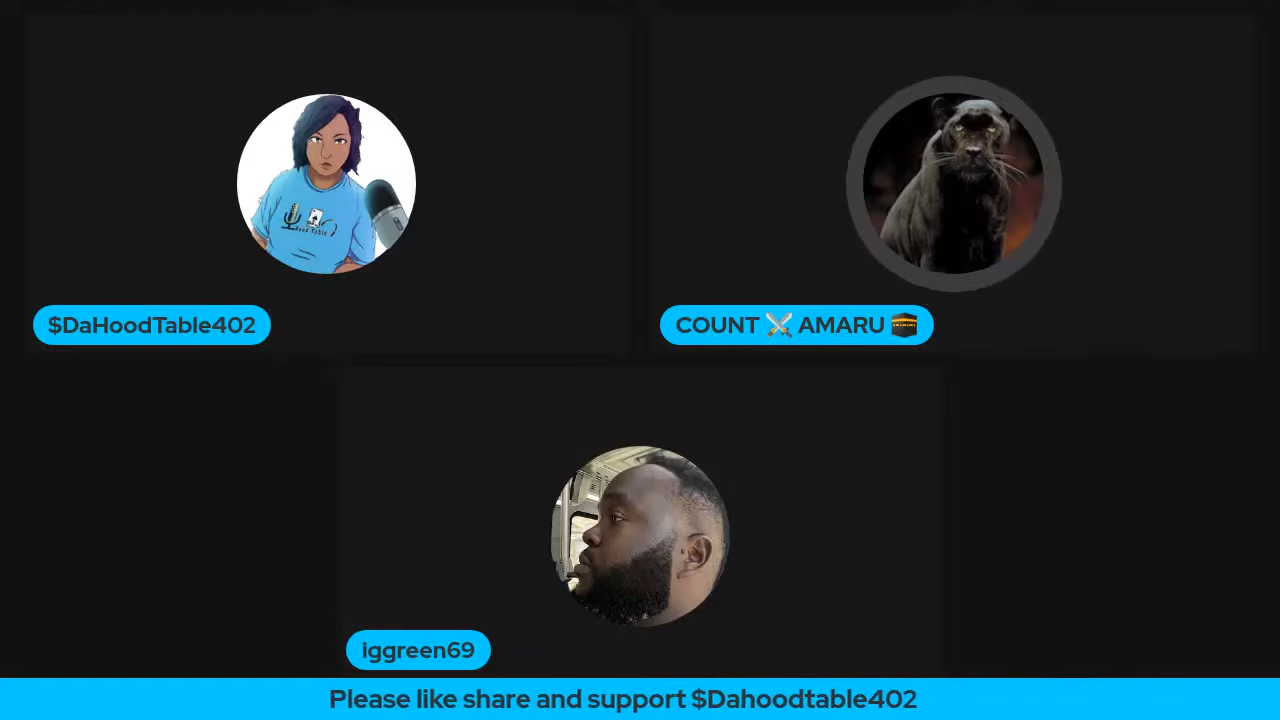 $DaHoodTable402
COUNT ⚔️ AMARU 🕋
iggreen69
Please like share and support $Dahoodtable402